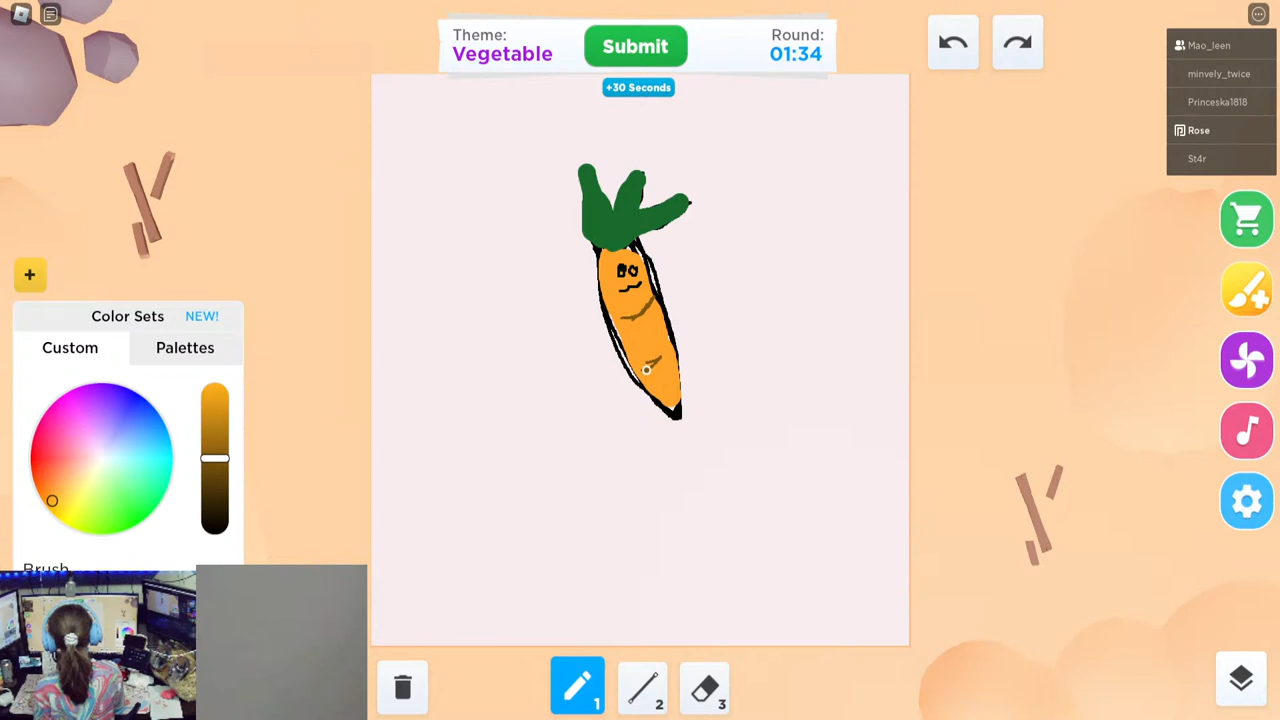 Theme:
Vegetable
Submit
Round:
01:34
+30 Seconds
Mao_leen
minvely_twice
Princeska1818
Rose
St4r
+
Color Sets NEW!
Custom Palettes
Brush
1
2
3